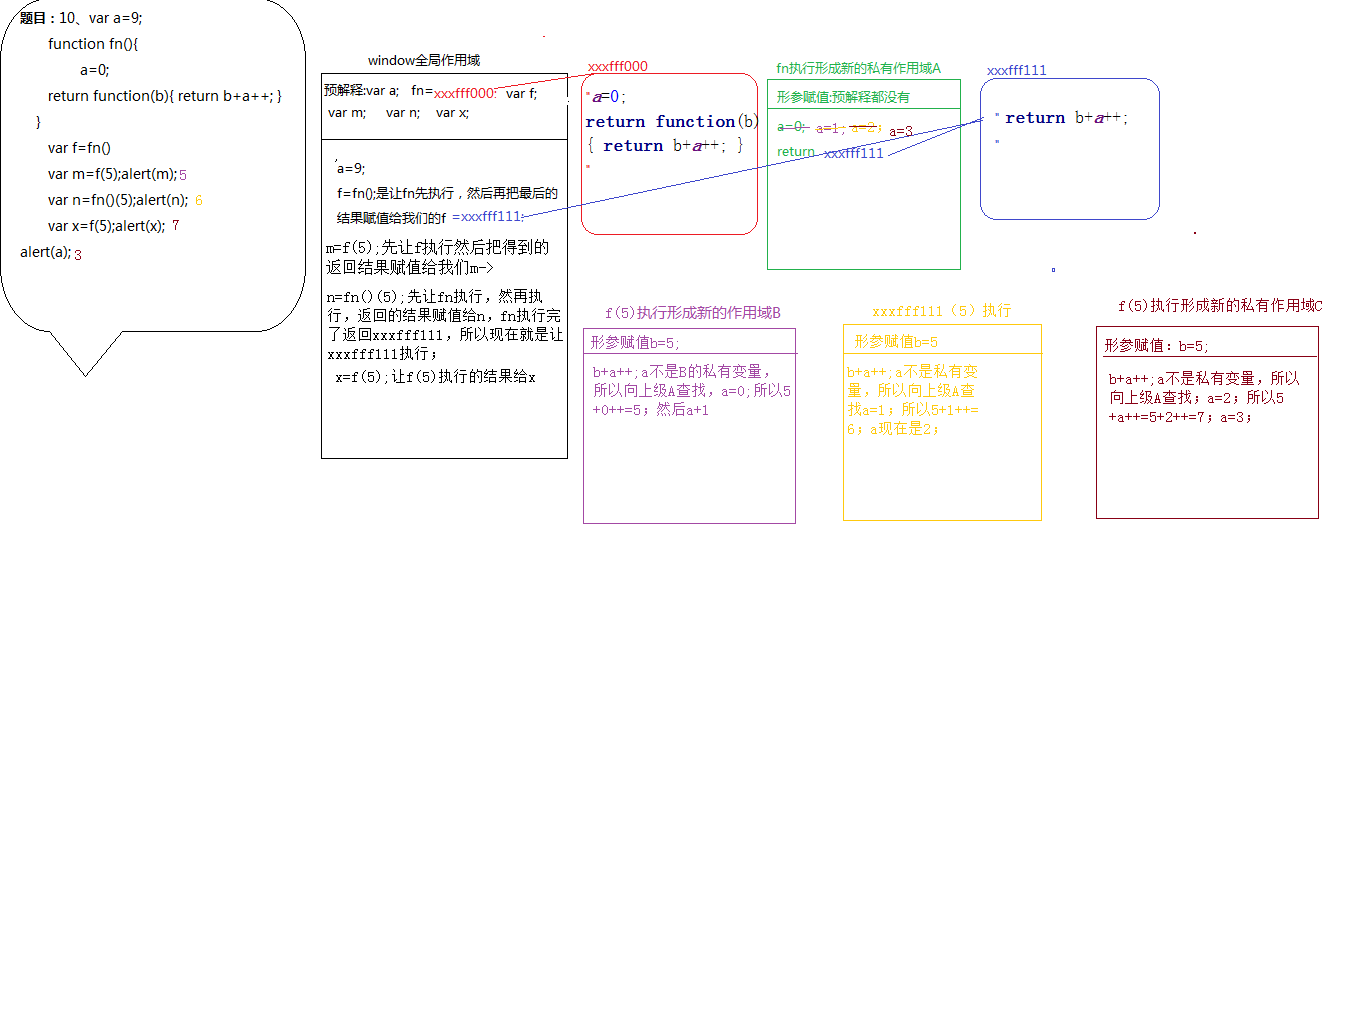 题目：10、var a=9;
function fn(){
a=0;
return function(b){ return b+a++; }
}
var f=fn()
var m=f(5);alert(m); 5
var n=fn()(5);alert(n); 6
var x=f(5);alert(x); 7
alert(a); 3
window全局作用域
预解释:var a; fn=xxxfff000: var f;
var m; var n; var x;
a=9;
f=fn();是让fn先执行，然后再把最后的
结果赋值给我们的f =xxxfff111;
m=f(5);先让f执行然后把得到的
返回结果赋值给我们m->
n=fn()(5);先让fn执行，然再执
行，返回的结果赋值给n，fn执行完
了返回xxxfff111，所以现在就是让
xxxfff111执行；
x=f(5);让f(5)执行的结果给x
xxxfff000
"a=0;
return function(b)
{ return b+a++; }
"
fn执行形成新的私有作用域A
形参赋值:预解释都没有
a=0; a=1; a=2; a=3
return xxxfff111
xxxfff111
" return b+a++;
"
f(5)执行形成新的作用域B
形参赋值b=5;
b+a++;a不是B的私有变量，
所以向上级A查找，a=0;所以5
+0++=5；然后a+1
xxxfff111（5）执行
形参赋值b=5
b+a++;a不是私有变
量，所以向上级A查
找a=1；所以5+1++=
6；a现在是2；
f(5)执行形成新的私有作用域C
形参赋值：b=5;
b+a++;a不是私有变量，所以
向上级A查找；a=2；所以5
+a++=5+2++=7；a=3；